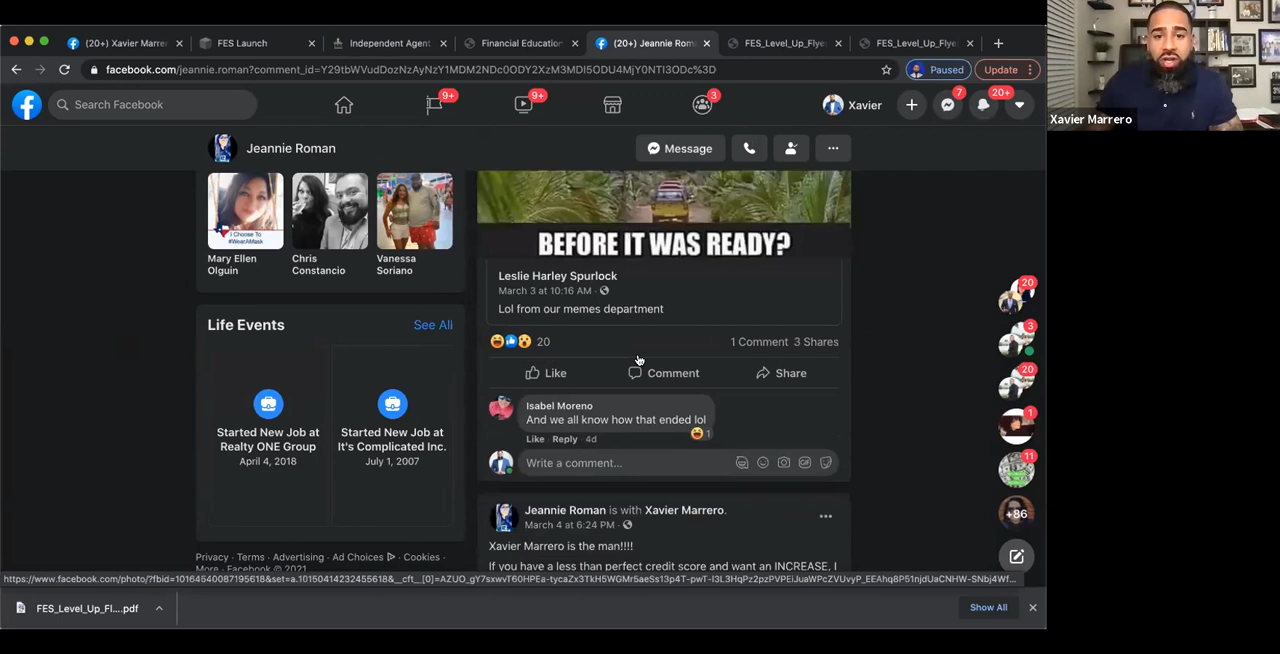 (20+) Xavier Marre
FES Launch
Independent Agent
Financial Education
(20+) Jeannie Rom
FES_Level_Up_Flye
FES_Level_Up_Flye
facebook.com/jeannie.roman?comment_id=
Paused
Update
Search Facebook
9+
9+
3
Xavier
7
20+
Xavier Marrero
Jeannie Roman
Message
I Choose To
#WearAMask
Mary Ellen
Olguin
Chris
Constancio
Vanessa
Soriano
Life Events
See All
Started New Job at
Realty ONE Group
April 4, 2018
Started New Job at
It's Complicated Inc.
July 1, 2007
Privacy · Terms · Advertising · Ad Choices · Cookies ·
More · Facebook © 2021
BEFORE IT WAS READY?
Leslie Harley Spurlock
March 3 at 10:16 AM ·
Lol from our memes department
20
1 Comment 3 Shares
Like
Comment
Share
Isabel Moreno
And we all know how that ended lol
1
Like · Reply · 4d
Write a comment...
GIF
Jeannie Roman is with Xavier Marrero.
March 4 at 6:24 PM ·
Xavier Marrero is the man!!!!
If you have a less than perfect credit score and want an INCREASE, I
20
3
20
1
11
+86
FES_Level_Up_Fl....pdf
Show All